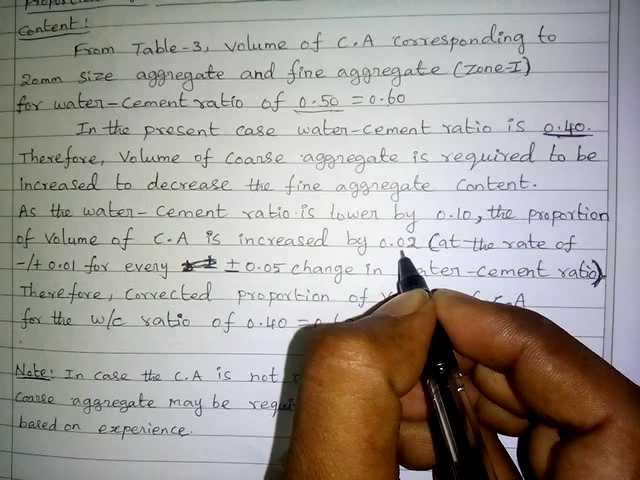 Content:
From Table-3, Volume of C.A corresponding to
20mm size aggregate and fine aggregate (Zone-I)
for water-cement ratio of 0.50 = 0.60
In the present case water-cement ratio is 0.40.
Therefore, Volume of coarse aggregate is required to be
increased to decrease the fine aggregate content.
As the water-cement ratio is lower by 0.10, the proportion
of volume of C.A is increased by 0.02 (at the rate of
-/+ 0.01 for every ± 0.05 change in water-cement ratio)
Therefore, corrected proportion of C.A
for the w/c ratio of 0.40 =
Note: In case the C.A is not
coarse aggregate may be
based on experience.